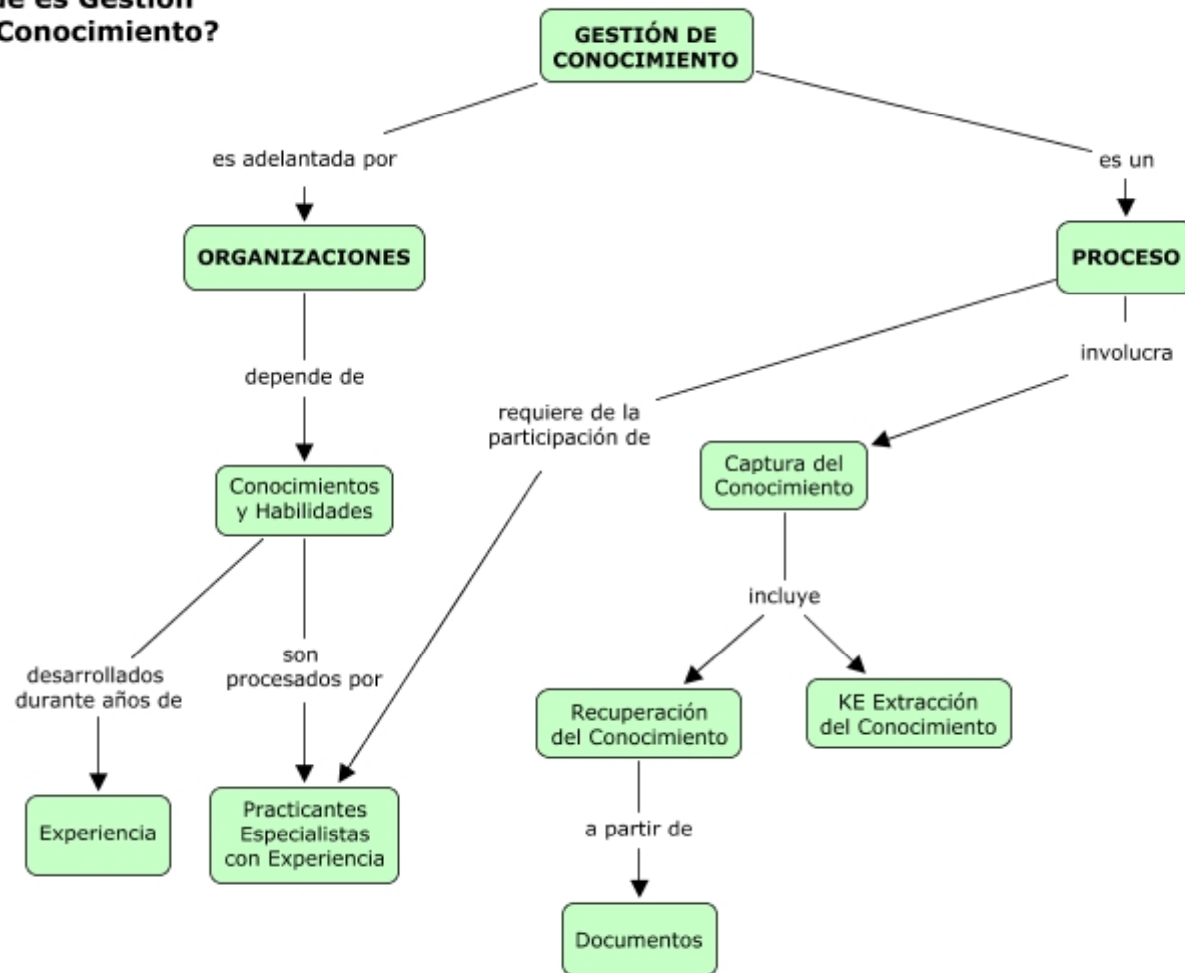 es Gestión
Conocimiento?
GESTIÓN DE
CONOCIMIENTO
es adelantada por
es un
ORGANIZACIONES
PROCESO
depende de
involucra
requiere de la
participación de
Captura del
Conocimiento
Conocimientos
y Habilidades
incluye
desarrollados
durante años de
son
procesados por
Recuperación
del Conocimiento
KE Extracción
del Conocimiento
Experiencia
Practicantes
Especialistas
con Experiencia
a partir de
Documentos